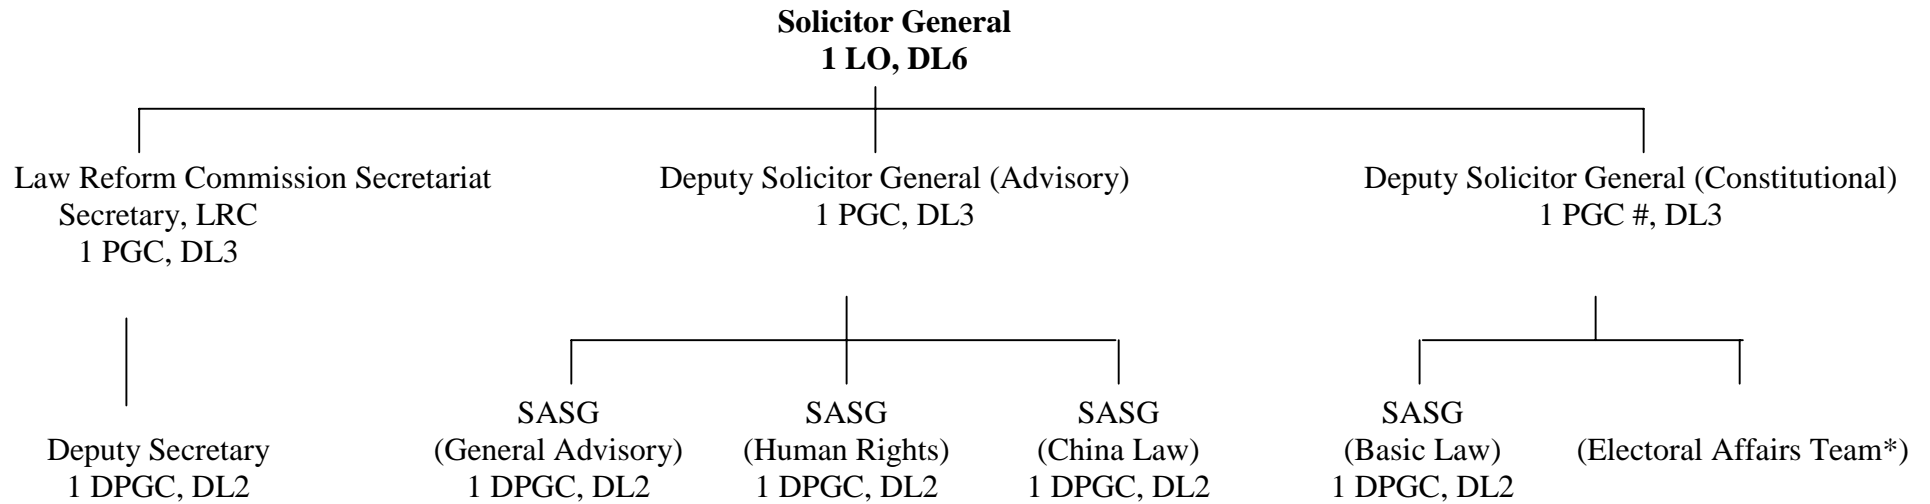 Solicitor General
1 LO, DL6
Law Reform Commission Secretariat
Secretary, LRC
1 PGC, DL3
Deputy Solicitor General (Advisory)
1 PGC, DL3
Deputy Solicitor General (Constitutional)
1 PGC #, DL3
Deputy Secretary
1 DPGC, DL2
SASG
(General Advisory)
1 DPGC, DL2
SASG
(Human Rights)
1 DPGC, DL2
SASG
(China Law)
1 DPGC, DL2
SASG
(Basic Law)
1 DPGC, DL2
(Electoral Affairs Team*)